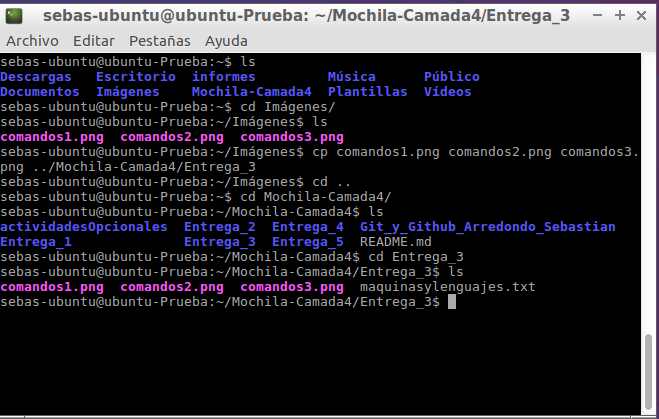 sebas-ubuntu@ubuntu-Prueba: ~/Mochila-Camada4/Entrega_3
Archivo Editar Pestañas Ayuda
sebas-ubuntu@ubuntu-Prueba:~$ ls
Descargas Escritorio informes Música Público
Documentos Imágenes Mochila-Camada4 Plantillas Vídeos
sebas-ubuntu@ubuntu-Prueba:~$ cd Imágenes/
sebas-ubuntu@ubuntu-Prueba:~/Imágenes$ ls
comandos1.png comandos2.png comandos3.png
sebas-ubuntu@ubuntu-Prueba:~/Imágenes$ cp comandos1.png comandos2.png comandos3.
png ../Mochila-Camada4/Entrega_3
sebas-ubuntu@ubuntu-Prueba:~/Imágenes$ cd ..
sebas-ubuntu@ubuntu-Prueba:~$ cd Mochila-Camada4/
sebas-ubuntu@ubuntu-Prueba:~/Mochila-Camada4$ ls
actividadesOpcionales Entrega_2 Entrega_4 Git_y_Github_Arredondo_Sebastian
Entrega_1 Entrega_3 Entrega_5 README.md
sebas-ubuntu@ubuntu-Prueba:~/Mochila-Camada4$ cd Entrega_3
sebas-ubuntu@ubuntu-Prueba:~/Mochila-Camada4/Entrega_3$ ls
comandos1.png comandos2.png comandos3.png maquinasylenguajes.txt
sebas-ubuntu@ubuntu-Prueba:~/Mochila-Camada4/Entrega_3$